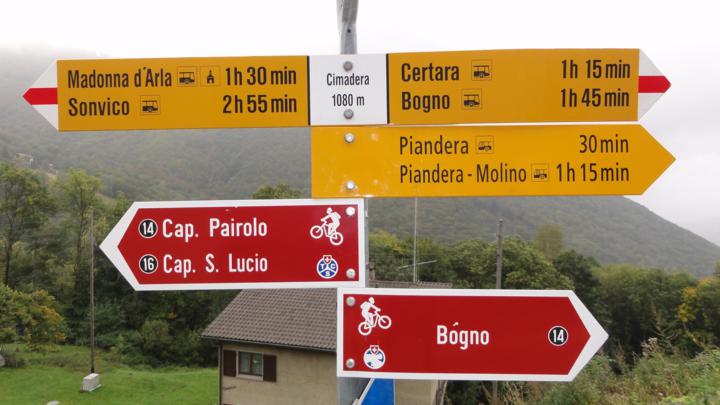 Madonna d´Arla 1h 30 min
Sonvico 2h 55 min
Cimadera
1080 m
Certara 1h 15 min
Bogno 1h 45 min
Piandera 30 min
Piandera - Molino 1h 15 min
14 Cap. Pairolo
16 Cap. S. Lucio
TCS
Bógno 14